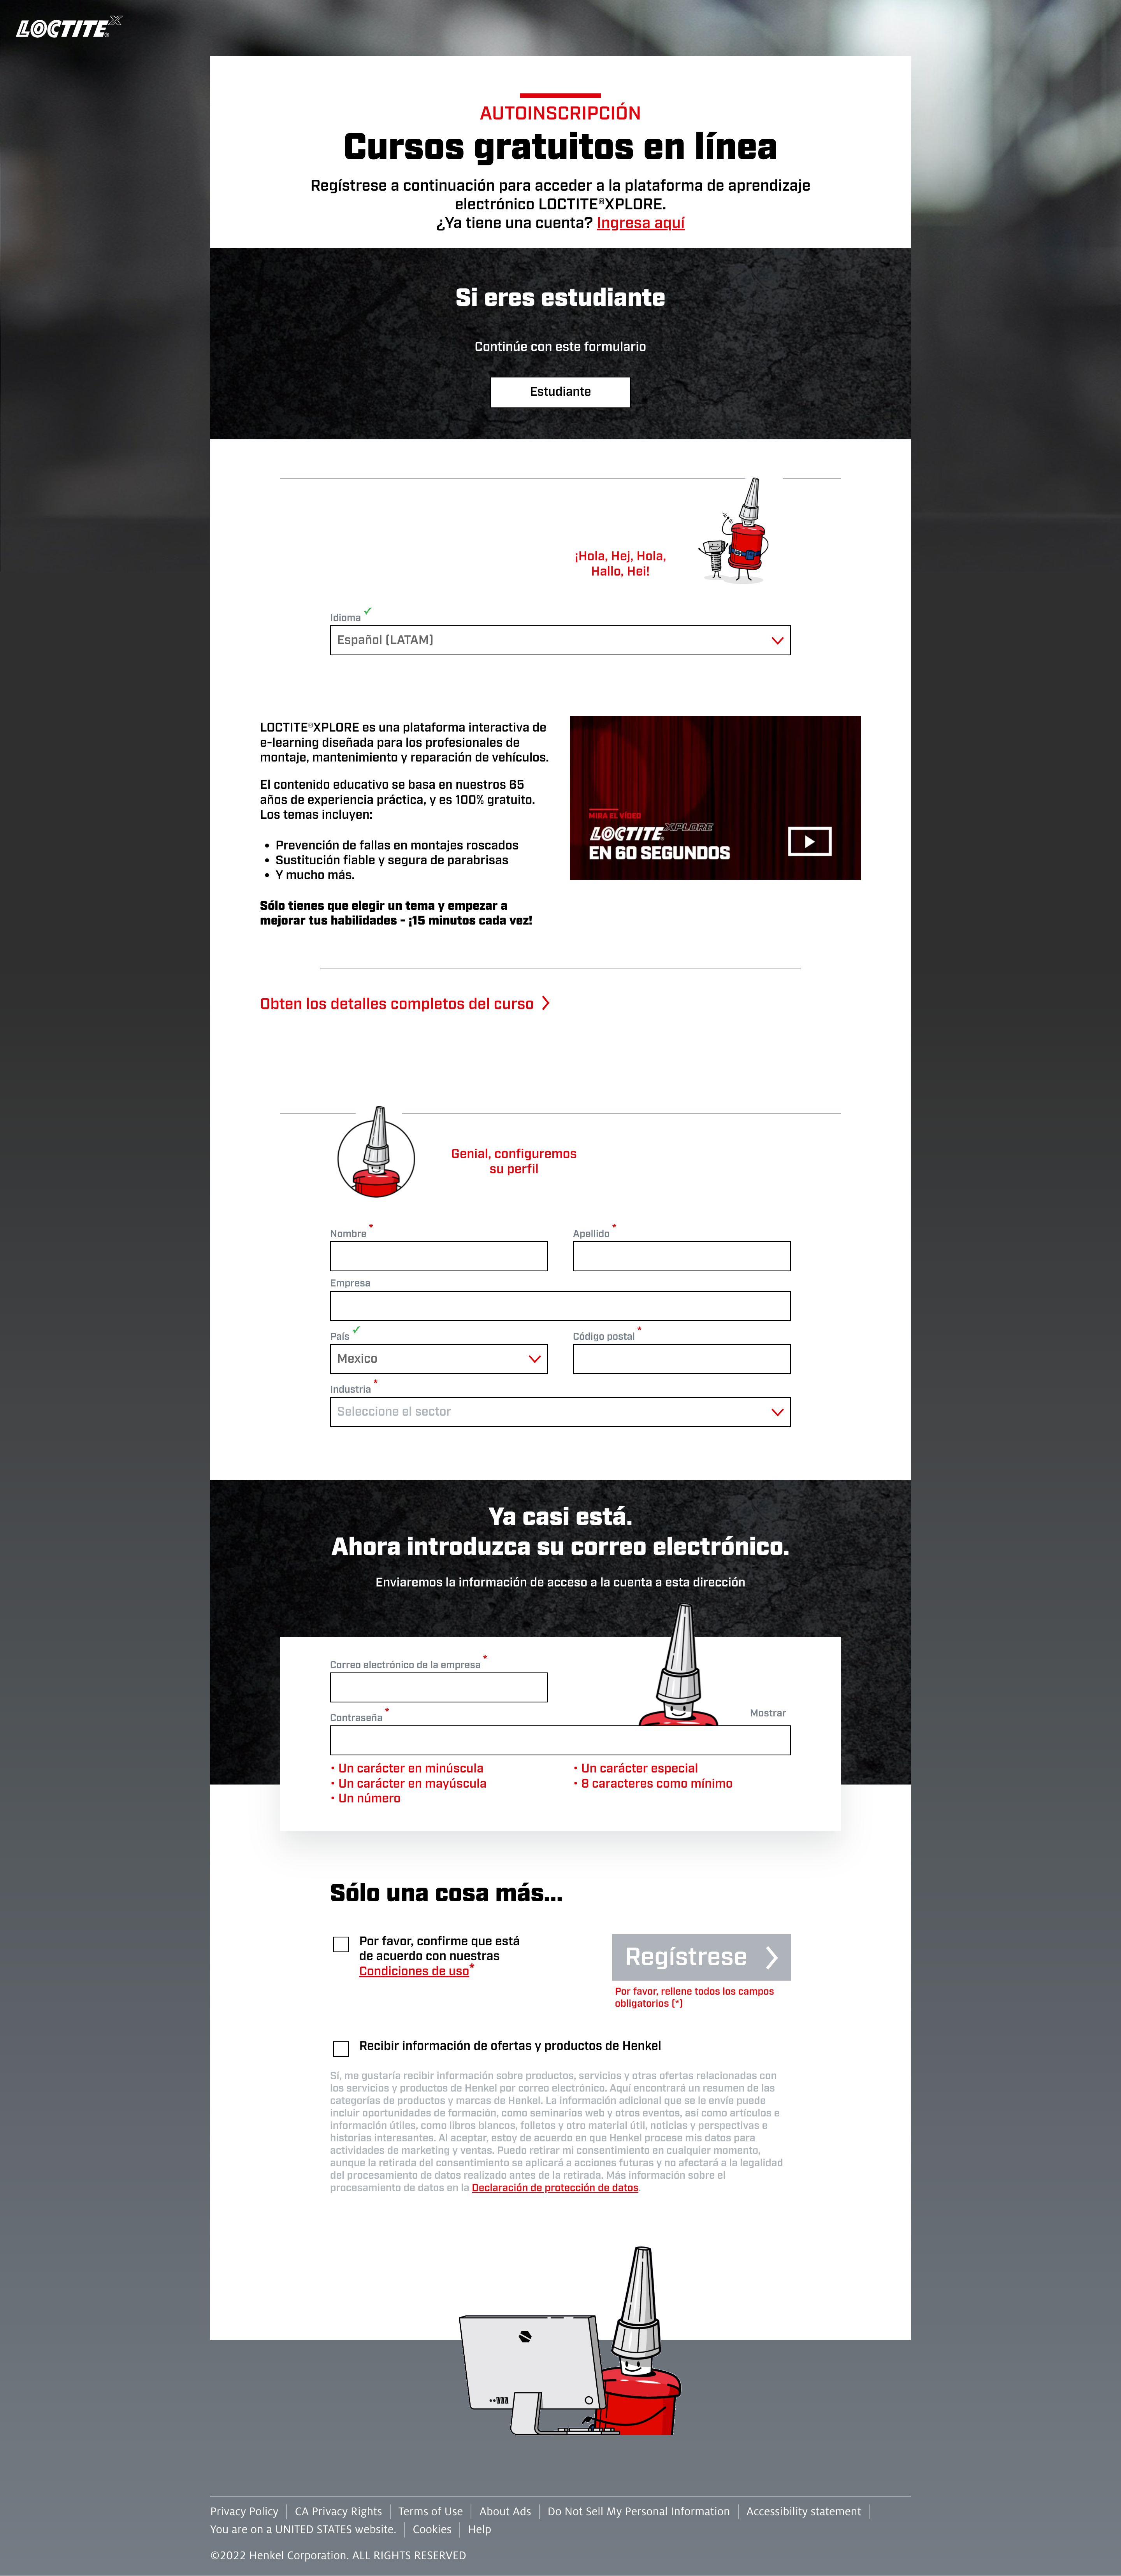 LOCTITE X
AUTOINSCRIPCIÓN
Cursos gratuitos en línea
Regístrese a continuación para acceder a la plataforma de aprendizaje
electrónico LOCTITE®XPLORE.
¿Ya tiene una cuenta? Ingresa aquí
Si eres estudiante
Continúe con este formulario
Estudiante
¡Hola, Hej, Hola,
Hallo, Hei!
Idioma ✓
Español (LATAM)
LOCTITE®XPLORE es una plataforma interactiva de
e-learning diseñada para los profesionales de
montaje, mantenimiento y reparación de vehículos.
El contenido educativo se basa en nuestros 65
años de experiencia práctica, y es 100% gratuito.
Los temas incluyen:
• Prevención de fallas en montajes roscados
• Sustitución fiable y segura de parabrisas
• Y mucho más.
Sólo tienes que elegir un tema y empezar a
mejorar tus habilidades - ¡15 minutos cada vez!
MIRA EL VÍDEO
LOCTITE® XPLORE
EN 60 SEGUNDOS
Obten los detalles completos del curso
Genial, configuremos
su perfil
Nombre * Apellido *
Empresa
País ✓ Código postal *
Mexico
Industria *
Seleccione el sector
Ya casi está.
Ahora introduzca su correo electrónico.
Enviaremos la información de acceso a la cuenta a esta dirección
Correo electrónico de la empresa *
Contraseña * Mostrar
• Un carácter en minúscula
• Un carácter en mayúscula
• Un número
• Un carácter especial
• 8 caracteres como mínimo
Sólo una cosa más...
Por favor, confirme que está
de acuerdo con nuestras
Condiciones de uso*
Regístrese
Por favor, rellene todos los campos
obligatorios (*)
Recibir información de ofertas y productos de Henkel
Sí, me gustaría recibir información sobre productos, servicios y otras ofertas relacionadas con
los servicios y productos de Henkel por correo electrónico. Aquí encontrará un resumen de las
categorías de productos y marcas de Henkel. La información adicional que se le envíe puede
incluir oportunidades de formación, como seminarios web y otros eventos, así como artículos e
información útiles, como libros blancos, folletos y otro material útil, noticias y perspectivas e
historias interesantes. Al aceptar, estoy de acuerdo en que Henkel procese mis datos para
actividades de marketing y ventas. Puedo retirar mi consentimiento en cualquier momento,
aunque la retirada del consentimiento se aplicará a acciones futuras y no afectará a la legalidad
del procesamiento de datos realizado antes de la retirada. Más información sobre el
procesamiento de datos en la Declaración de protección de datos.
Privacy Policy | CA Privacy Rights | Terms of Use | About Ads | Do Not Sell My Personal Information | Accessibility statement |
You are on a UNITED STATES website. | Cookies | Help
©2022 Henkel Corporation. ALL RIGHTS RESERVED